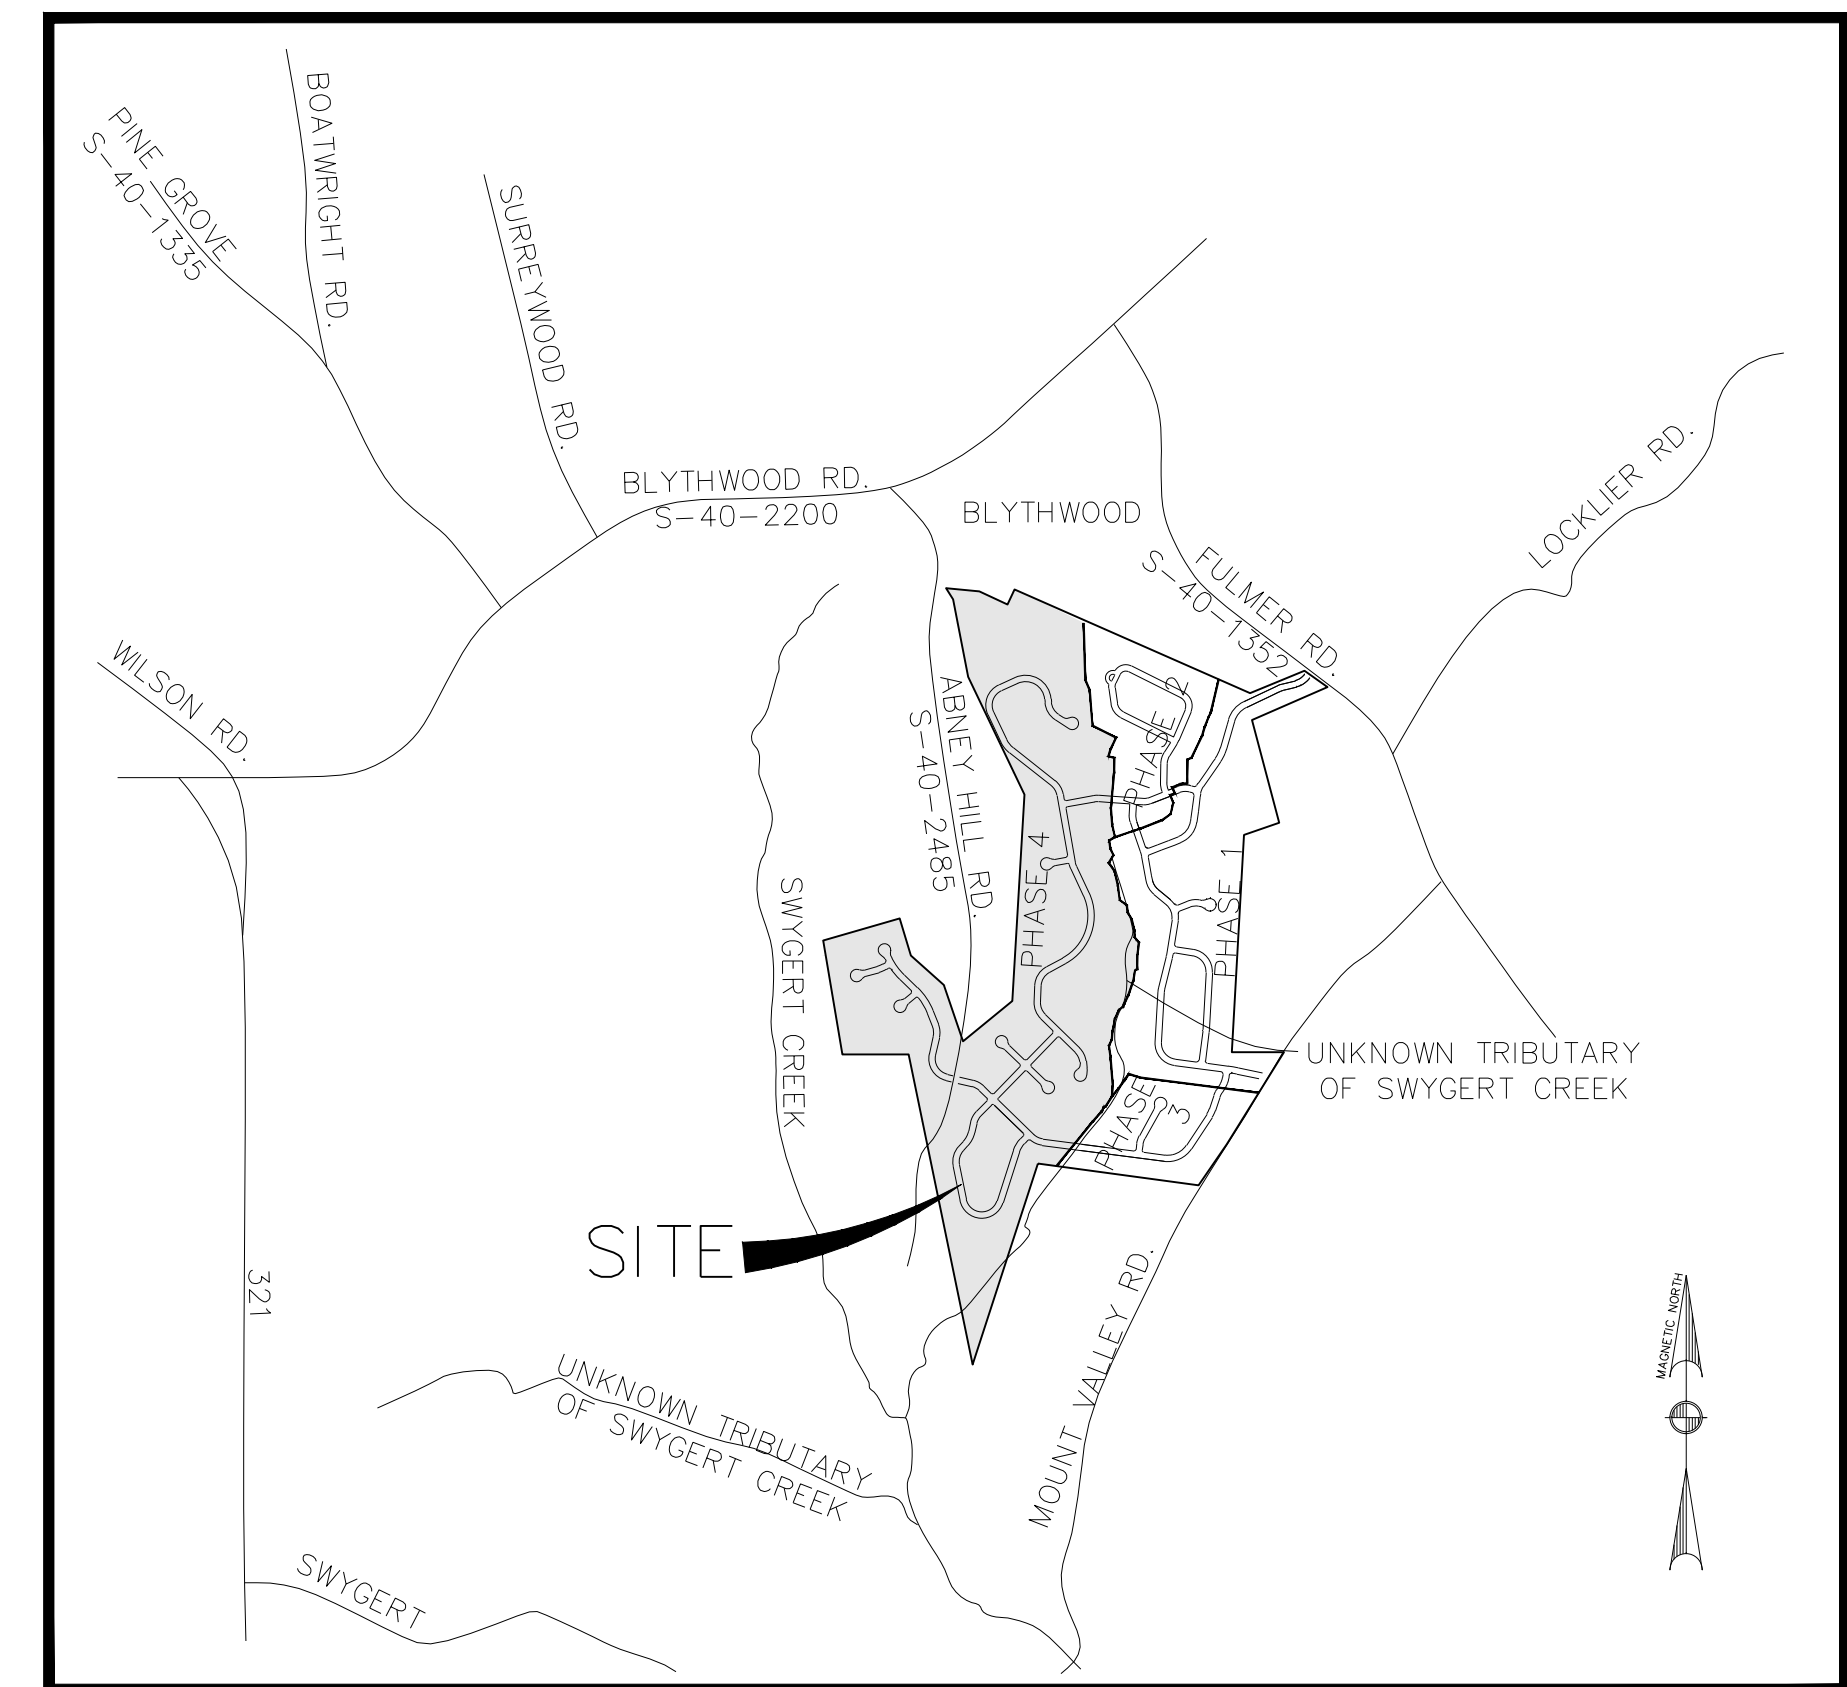 BOATWRIGHT RD.
PINE GROVE
S-40-1335
SURREYWOOD RD.
BLYTHWOOD RD.
S-40-2200
BLYTHWOOD
LOCKLIER RD.
FULMER RD.
S-40-1352
WILSON RD.
ABNEY HILL RD.
S-40-2485
PHASE 2
PHASE 4
PHASE 1
SWYGERT CREEK
UNKNOWN TRIBUTARY
OF SWYGERT CREEK
PHASE
3
SITE
321
MOUNT VALLEY RD.
MAGNETIC NORTH
UNKNOWN TRIBUTARY
OF SWYGERT CREEK
SWYGERT